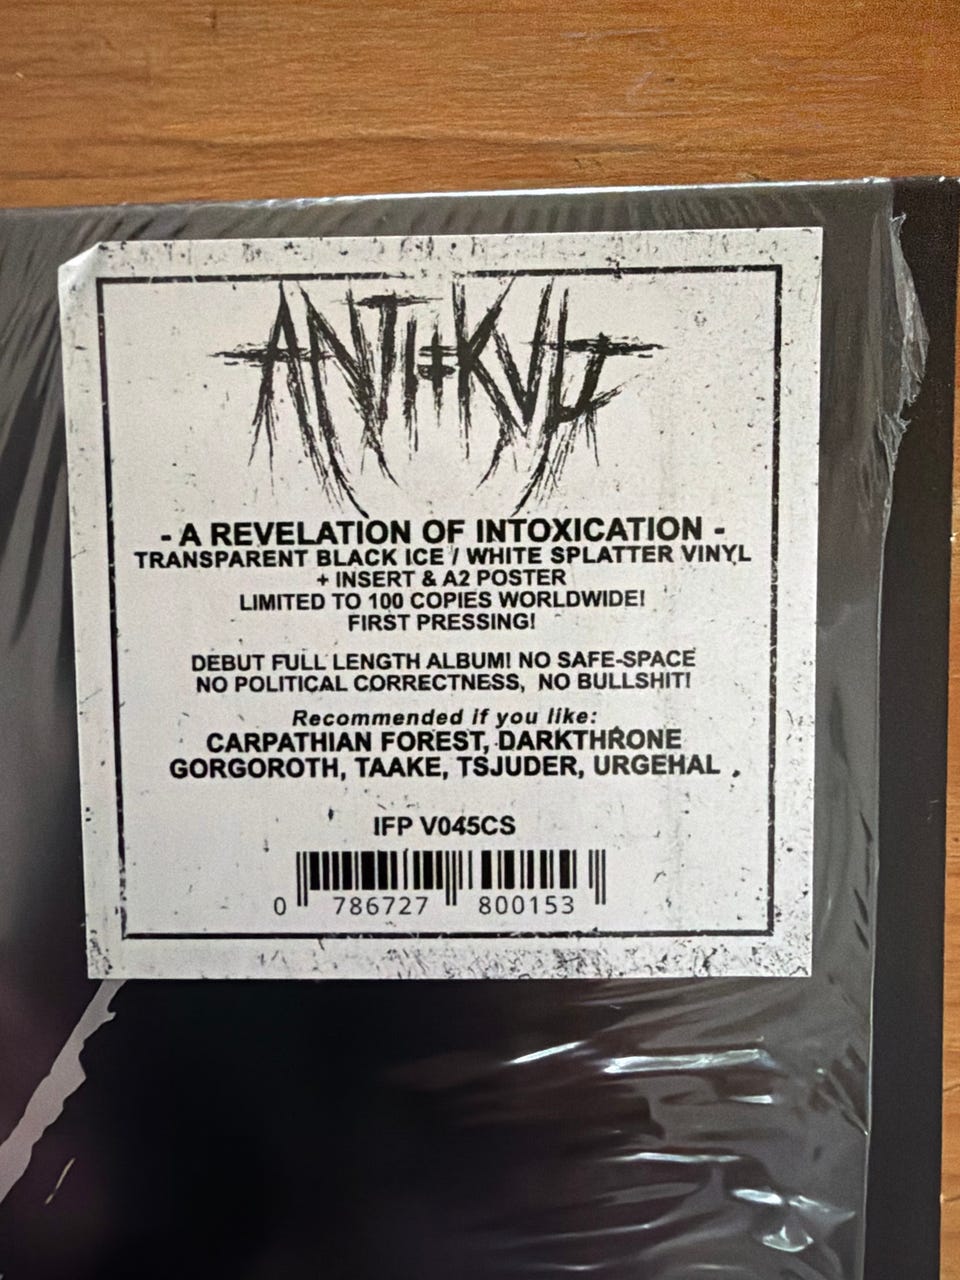 ANTI-KVLT
- A REVELATION OF INTOXICATION -
TRANSPARENT BLACK ICE / WHITE SPLATTER VINYL
+ INSERT & A2 POSTER
LIMITED TO 100 COPIES WORLDWIDE!
FIRST PRESSING!
DEBUT FULL LENGTH ALBUM! NO SAFE-SPACE
NO POLITICAL CORRECTNESS, NO BULLSHIT!
Recommended if you like:
CARPATHIAN FOREST, DARKTHRONE
GORGOROTH, TAAKE, TSJUDER, URGEHAL
IFP V045CS
0 786727 800153